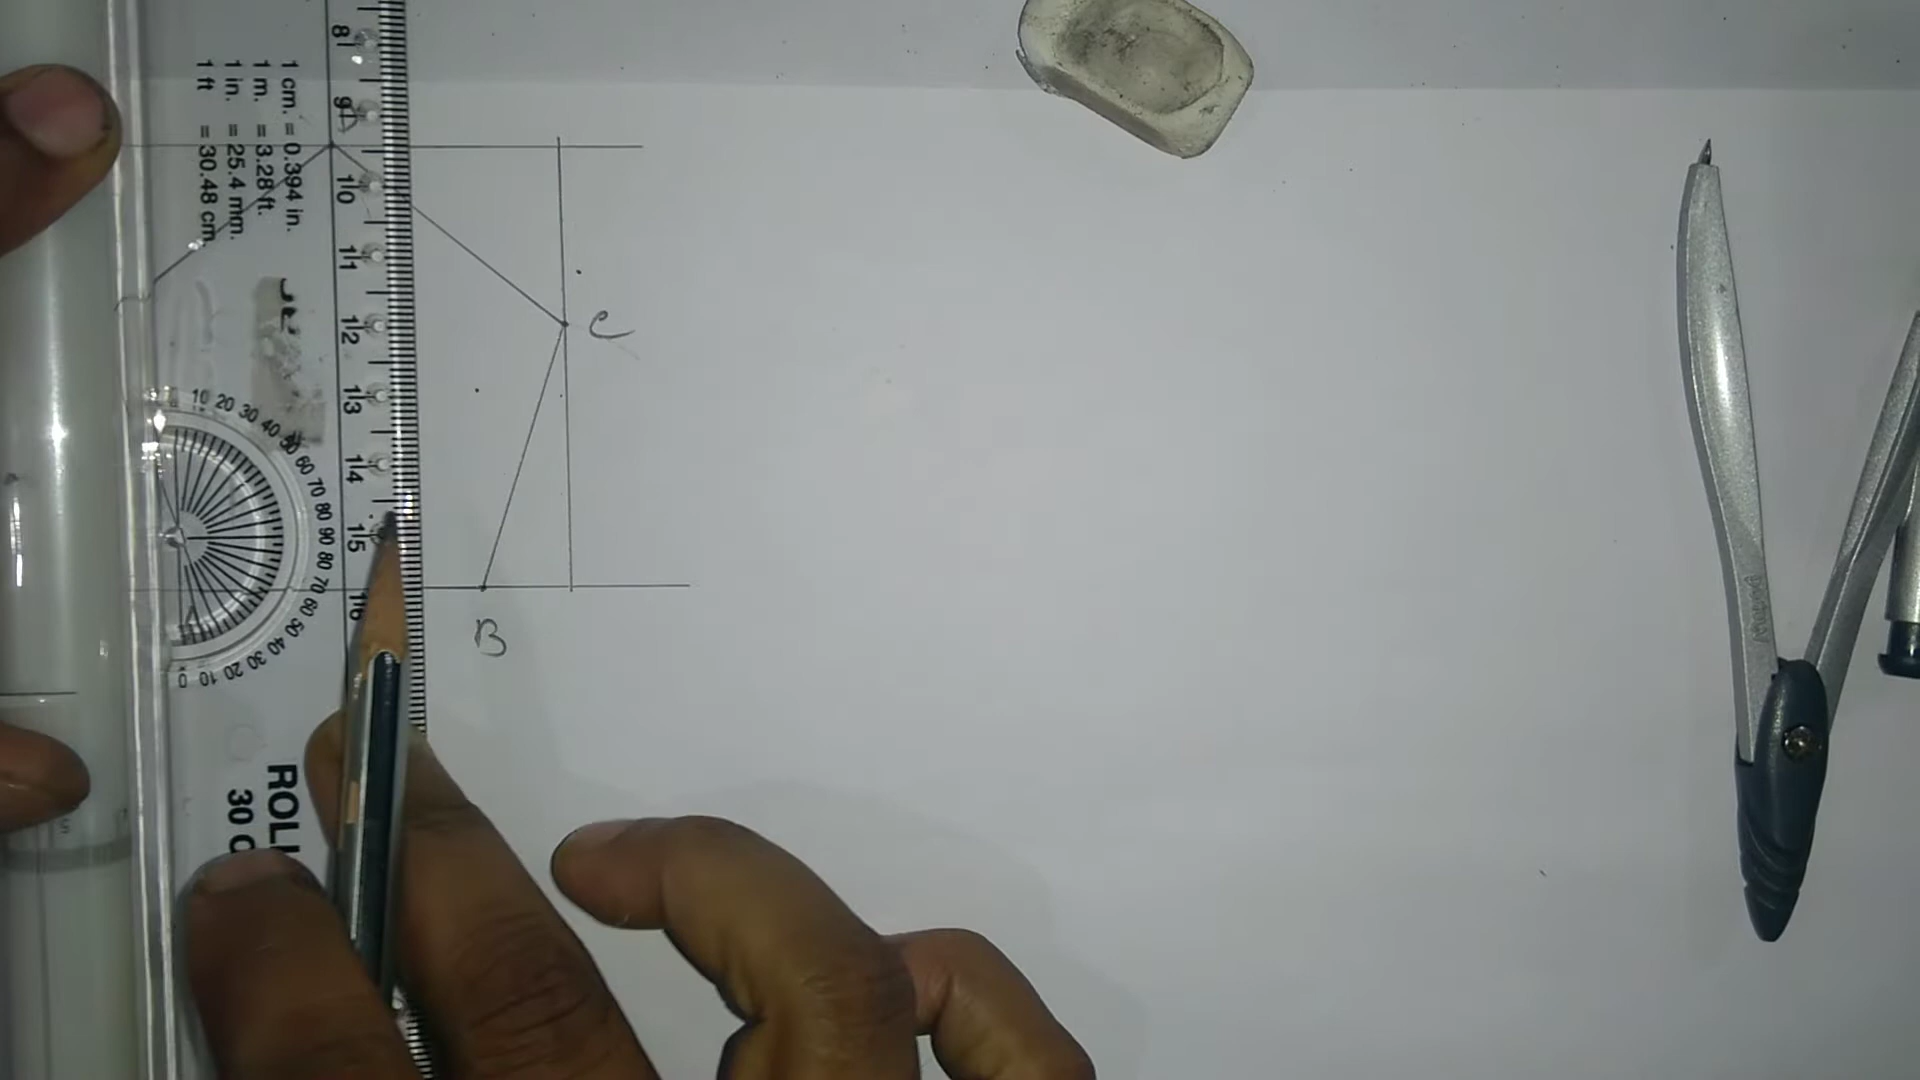 1 cm. = 0.394 in.
1 m. = 3.28 ft.
1 in. = 25.4 mm.
1 ft = 30.48 cm
8
9
10
11
12
13
14
15
16
A
C
B
10 20 30 40 50 60 70 80 90 80 70 60 50 40 30 20 10 0
ROLL
30 C